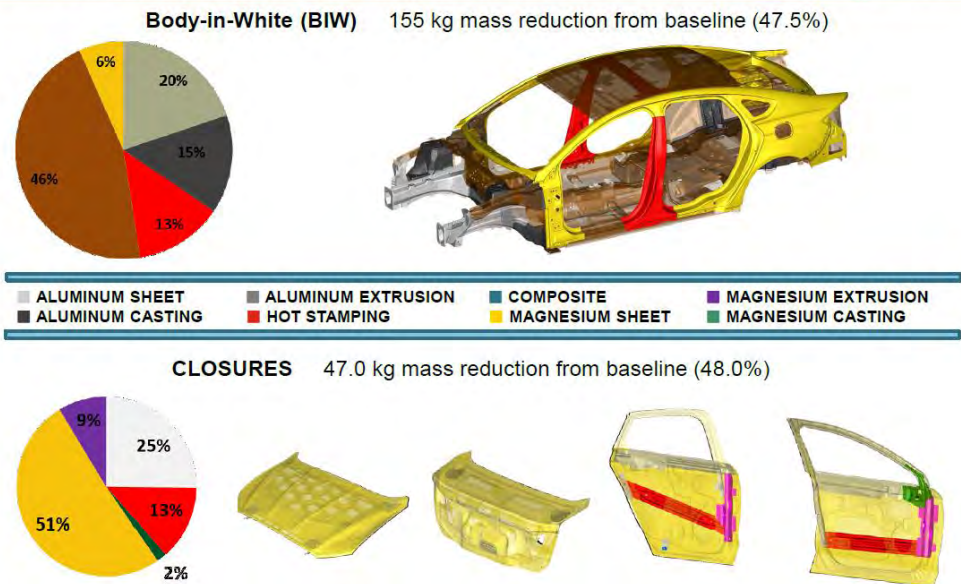 Body-in-White (BIW) 155 kg mass reduction from baseline (47.5%)
6%
20%
15%
46%
13%
ALUMINUM SHEET ALUMINUM EXTRUSION COMPOSITE MAGNESIUM EXTRUSION
ALUMINUM CASTING HOT STAMPING MAGNESIUM SHEET MAGNESIUM CASTING
CLOSURES 47.0 kg mass reduction from baseline (48.0%)
9%
25%
51%
13%
2%